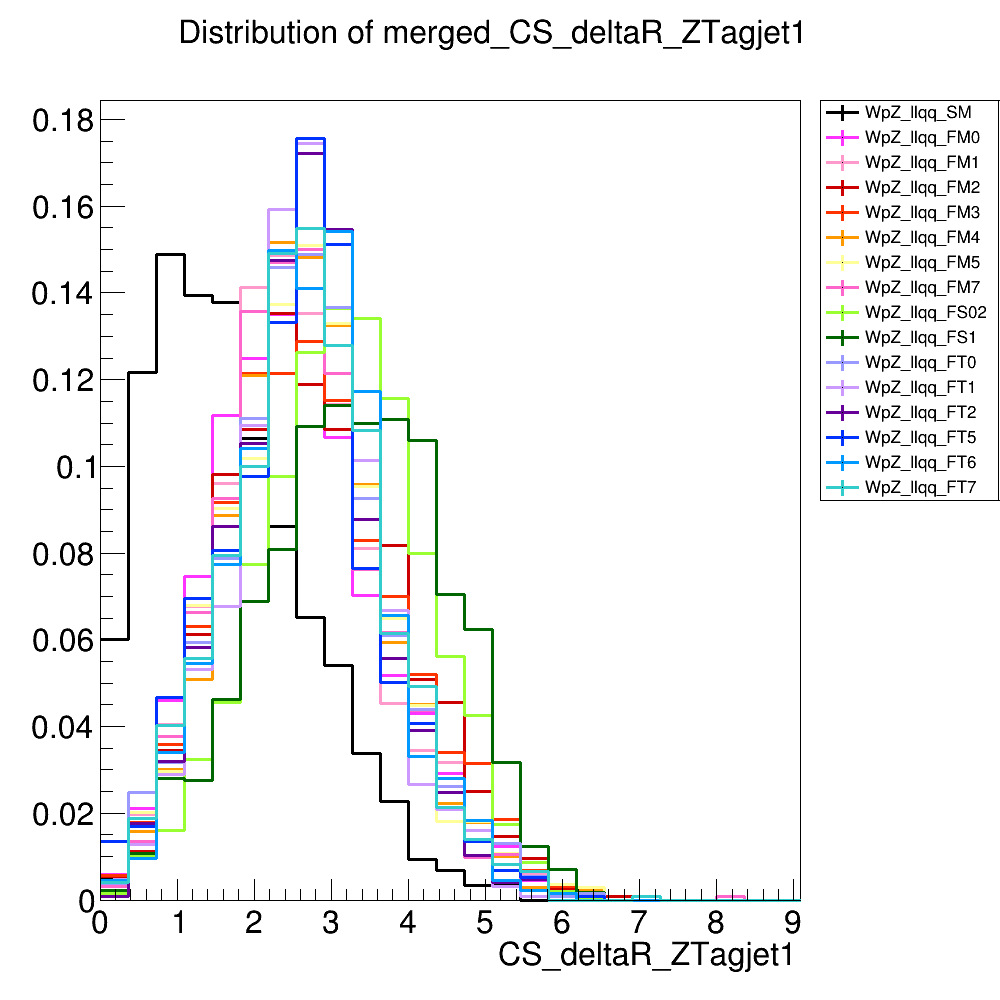 Distribution of merged_CS_deltaR_ZTagjet1
0.18
0.16
0.14
0.12
0.1
0.08
0.06
0.04
0.02
0
0 1 2 3 4 5 6 7 8 9
CS_deltaR_ZTagjet1
WpZ_llqq_SM
WpZ_llqq_FM0
WpZ_llqq_FM1
WpZ_llqq_FM2
WpZ_llqq_FM3
WpZ_llqq_FM4
WpZ_llqq_FM5
WpZ_llqq_FM7
WpZ_llqq_FS02
WpZ_llqq_FS1
WpZ_llqq_FT0
WpZ_llqq_FT1
WpZ_llqq_FT2
WpZ_llqq_FT5
WpZ_llqq_FT6
WpZ_llqq_FT7